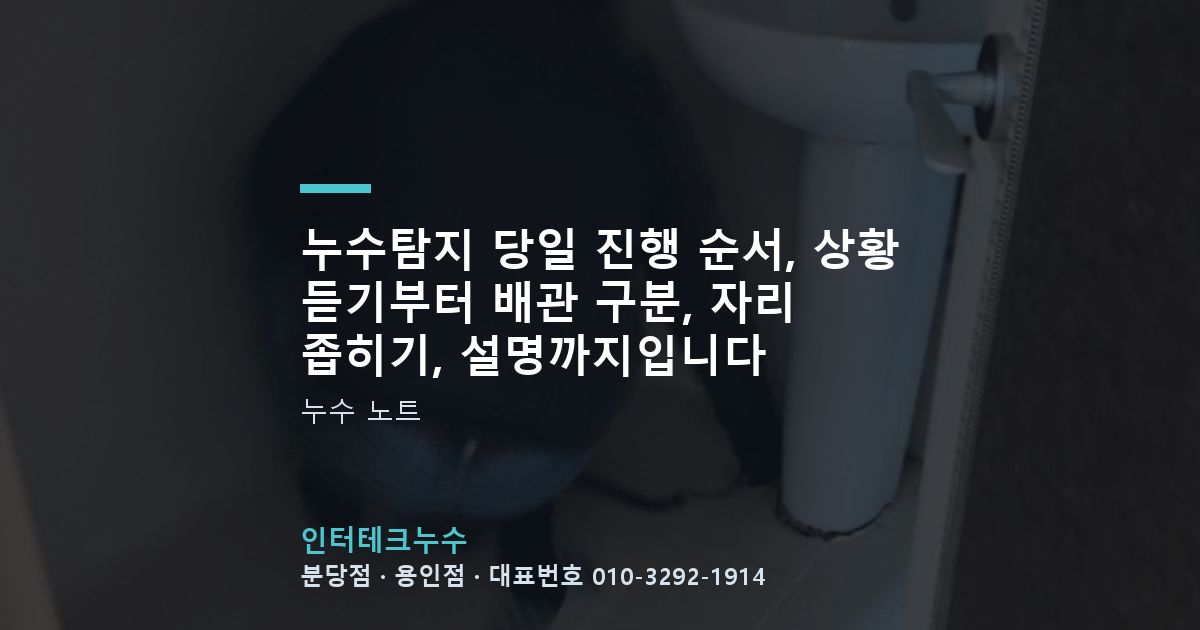 누수탐지 당일 진행 순서, 상황
듣기부터 배관 구분, 자리
좁히기, 설명까지입니다
누수 노트
인터테크누수
분당점 · 용인점 · 대표번호 010-3292-1914